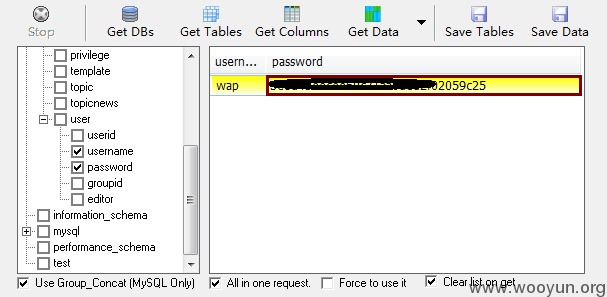 Stop
Get DBs
Get Tables
Get Columns
Get Data
Save Tables
Save Data
privilege
template
topic
topicnews
user
userid
username
password
groupid
editor
information_schema
mysql
performance_schema
test
usern... password
wap 02059c25
Use Group_Concat (MySQL Only)
All in one request.
Force to use it
Clear list on get
www.wooyun.org